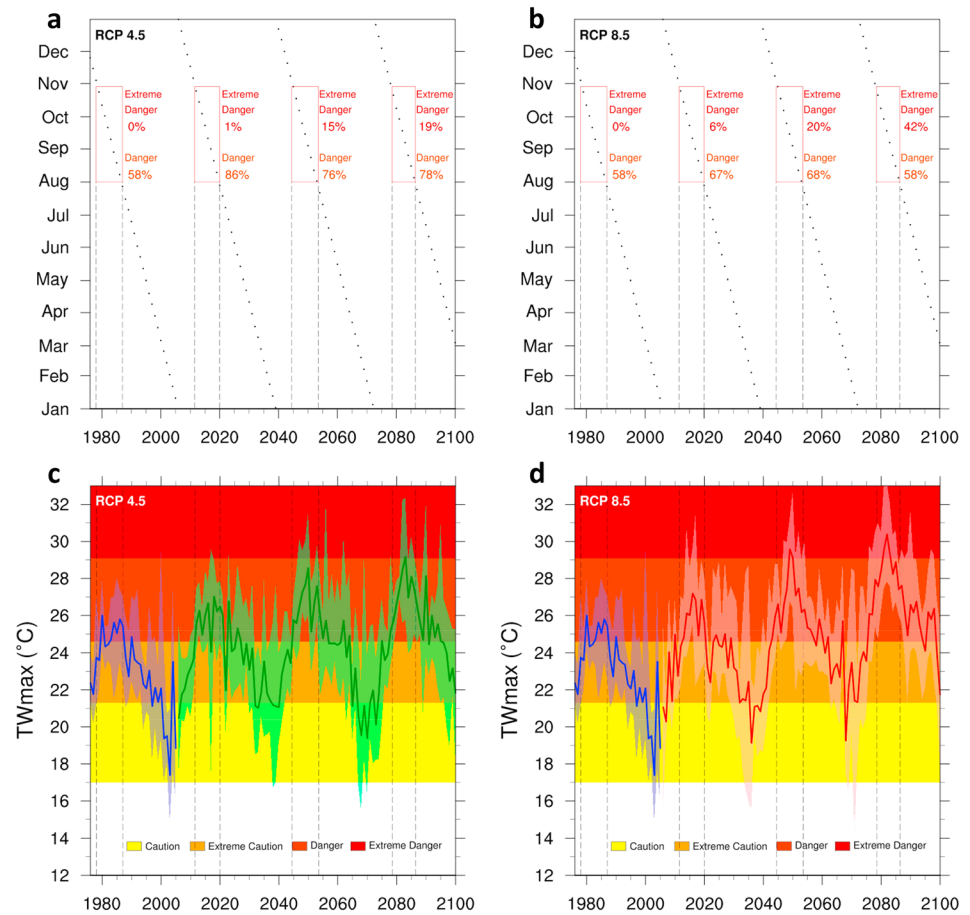 a
RCP 4.5
Dec
Nov
Oct
Sep
Aug
Jul
Jun
May
Apr
Mar
Feb
Jan
Extreme
Danger
0%
Danger
58%
Extreme
Danger
1%
Danger
86%
Extreme
Danger
15%
Danger
76%
Extreme
Danger
19%
Danger
78%
1980 2000 2020 2040 2060 2080 2100
b
RCP 8.5
Dec
Nov
Oct
Sep
Aug
Jul
Jun
May
Apr
Mar
Feb
Jan
Extreme
Danger
0%
Danger
58%
Extreme
Danger
6%
Danger
67%
Extreme
Danger
20%
Danger
68%
Extreme
Danger
42%
Danger
58%
1980 2000 2020 2040 2060 2080 2100
c
RCP 4.5
TWmax (°C)
32
30
28
26
24
22
20
18
16
14
12
Caution Extreme Caution Danger Extreme Danger
1980 2000 2020 2040 2060 2080 2100
d
RCP 8.5
TWmax (°C)
32
30
28
26
24
22
20
18
16
14
12
Caution Extreme Caution Danger Extreme Danger
1980 2000 2020 2040 2060 2080 2100